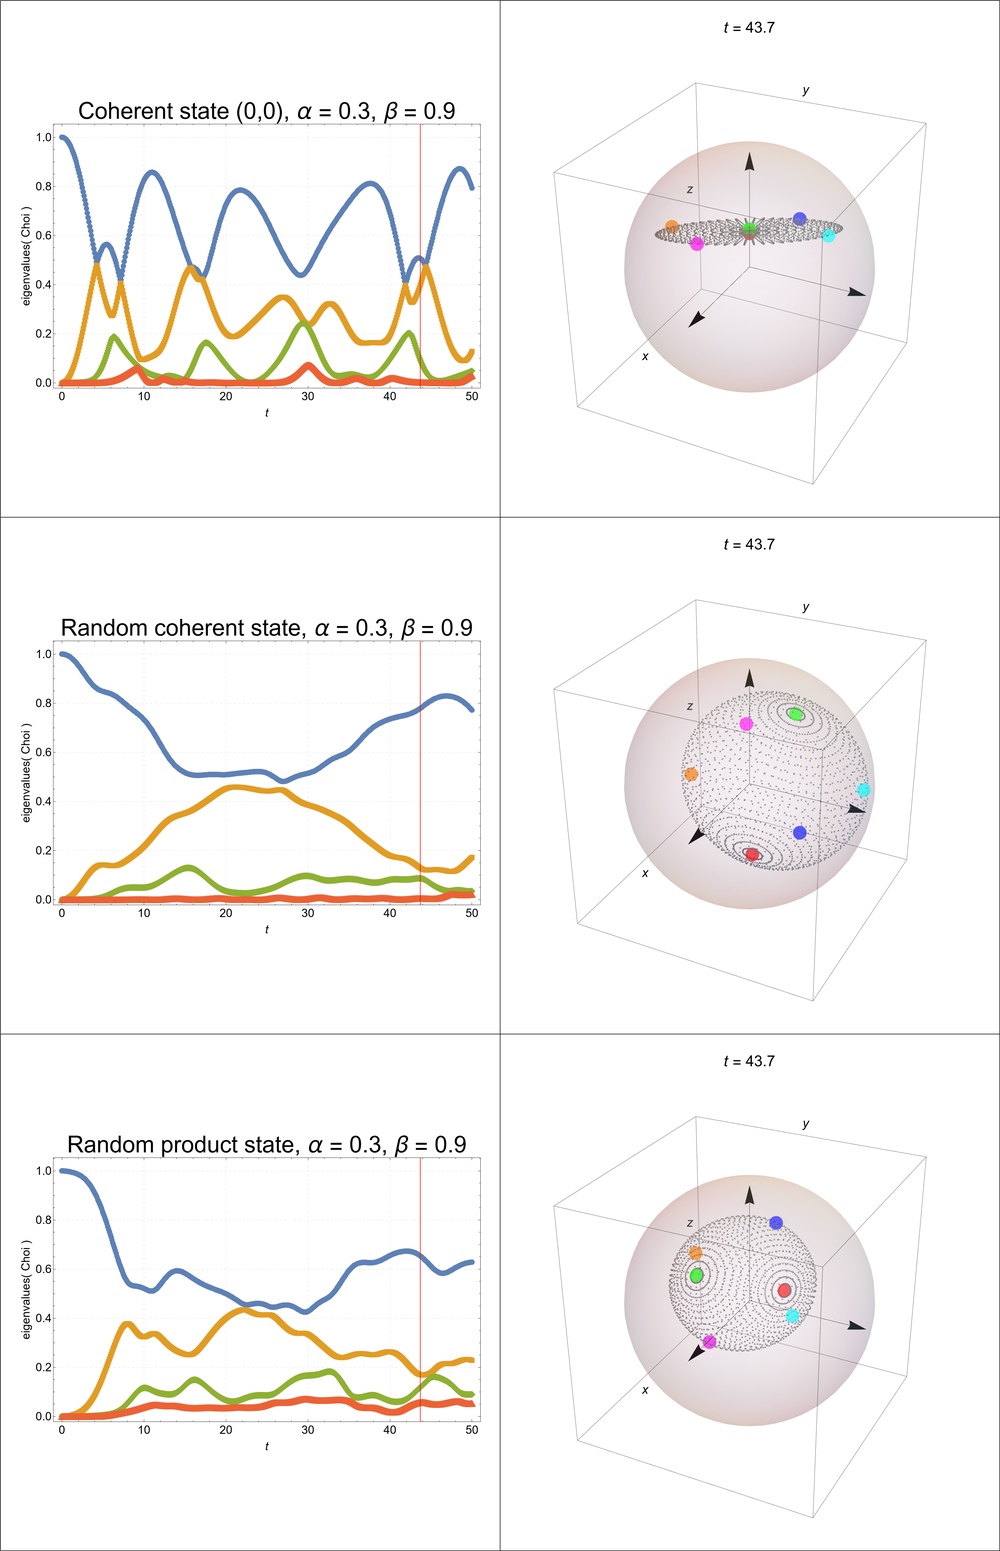 Coherent state (0,0), α = 0.3, β = 0.9
eigenvalues( Choi )
1.0
0.8
0.6
0.4
0.2
0.0
0 10 20 30 40 50
t
t = 43.7
y
z
x
Random coherent state, α = 0.3, β = 0.9
eigenvalues( Choi )
1.0
0.8
0.6
0.4
0.2
0.0
0 10 20 30 40 50
t
t = 43.7
y
z
x
Random product state, α = 0.3, β = 0.9
eigenvalues( Choi )
1.0
0.8
0.6
0.4
0.2
0.0
0 10 20 30 40 50
t
t = 43.7
y
z
x